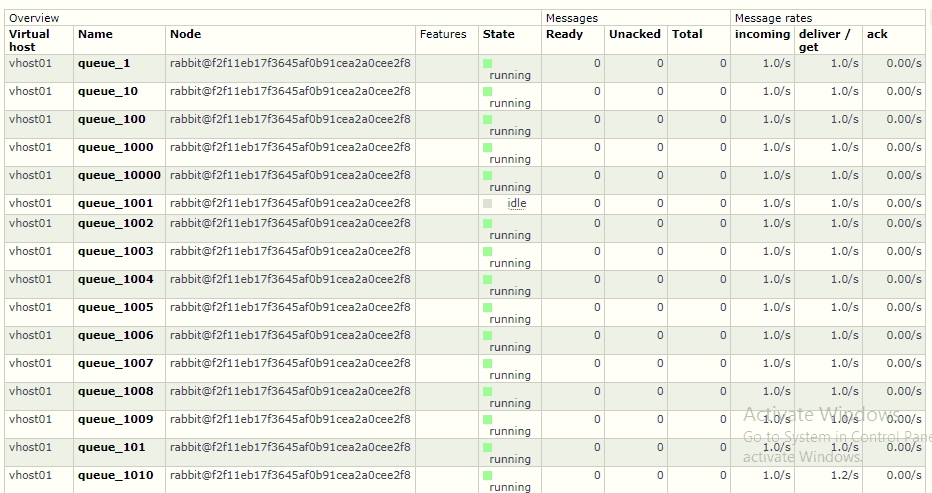 Overview Messages Message rates
Virtual host Name Node Features State Ready Unacked Total incoming deliver / get ack
vhost01 queue_1 rabbit@f2f11eb17f3645af0b91cea2a0cee2f8 running 0 0 0 1.0/s 1.0/s 0.00/s
vhost01 queue_10 rabbit@f2f11eb17f3645af0b91cea2a0cee2f8 running 0 0 0 1.0/s 1.0/s 0.00/s
vhost01 queue_100 rabbit@f2f11eb17f3645af0b91cea2a0cee2f8 running 0 0 0 1.0/s 1.0/s 0.00/s
vhost01 queue_1000 rabbit@f2f11eb17f3645af0b91cea2a0cee2f8 running 0 0 0 1.0/s 1.0/s 0.00/s
vhost01 queue_10000 rabbit@f2f11eb17f3645af0b91cea2a0cee2f8 running 0 0 0 1.0/s 1.0/s 0.00/s
vhost01 queue_1001 rabbit@f2f11eb17f3645af0b91cea2a0cee2f8 idle 0 0 0 1.0/s 1.0/s 0.00/s
vhost01 queue_1002 rabbit@f2f11eb17f3645af0b91cea2a0cee2f8 running 0 0 0 1.0/s 1.0/s 0.00/s
vhost01 queue_1003 rabbit@f2f11eb17f3645af0b91cea2a0cee2f8 running 0 0 0 1.0/s 1.0/s 0.00/s
vhost01 queue_1004 rabbit@f2f11eb17f3645af0b91cea2a0cee2f8 running 0 0 0 1.0/s 1.0/s 0.00/s
vhost01 queue_1005 rabbit@f2f11eb17f3645af0b91cea2a0cee2f8 running 0 0 0 1.0/s 1.0/s 0.00/s
vhost01 queue_1006 rabbit@f2f11eb17f3645af0b91cea2a0cee2f8 running 0 0 0 1.0/s 1.0/s 0.00/s
vhost01 queue_1007 rabbit@f2f11eb17f3645af0b91cea2a0cee2f8 running 0 0 0 1.0/s 1.0/s 0.00/s
vhost01 queue_1008 rabbit@f2f11eb17f3645af0b91cea2a0cee2f8 running 0 0 0 1.0/s 1.0/s 0.00/s
vhost01 queue_1009 rabbit@f2f11eb17f3645af0b91cea2a0cee2f8 running 0 0 0 1.0/s 1.0/s 0.00/s
vhost01 queue_101 rabbit@f2f11eb17f3645af0b91cea2a0cee2f8 running 0 0 0 1.0/s 1.0/s 0.00/s
vhost01 queue_1010 rabbit@f2f11eb17f3645af0b91cea2a0cee2f8 running 0 0 0 1.0/s 1.2/s 0.00/s
Activate Windows
Go to System in Control Pane
activate Windows.